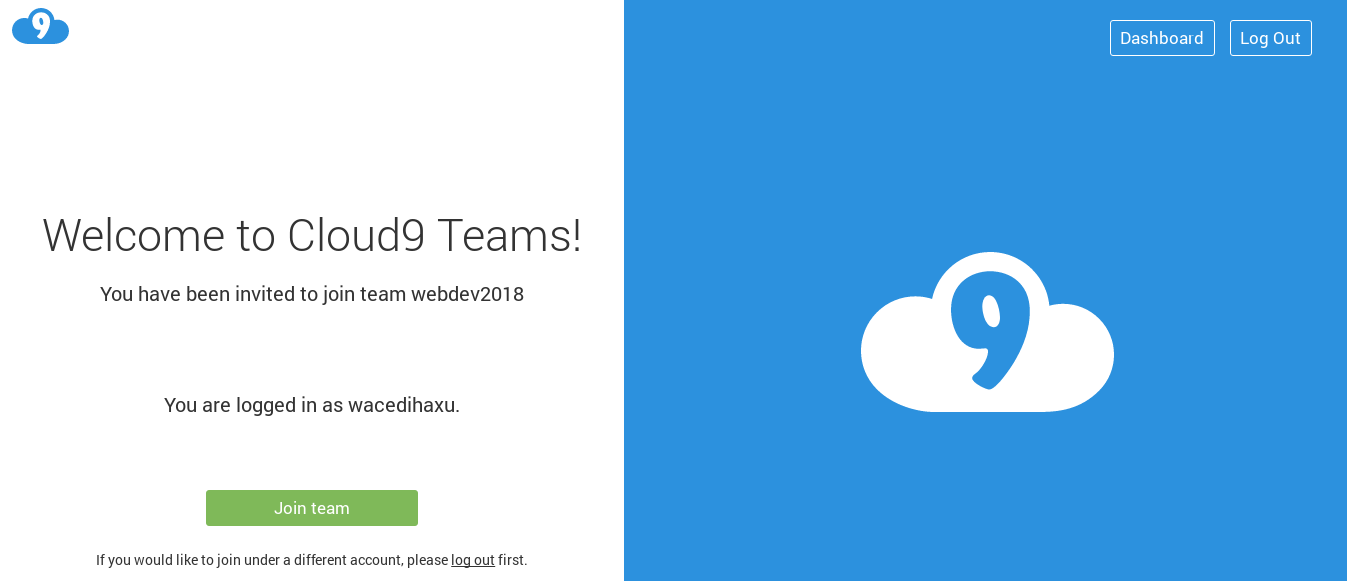 9
Dashboard Log Out
Welcome to Cloud9 Teams!
You have been invited to join team webdev2018
9
You are logged in as wacedihaxu.
Join team
If you would like to join under a different account, please log out first.